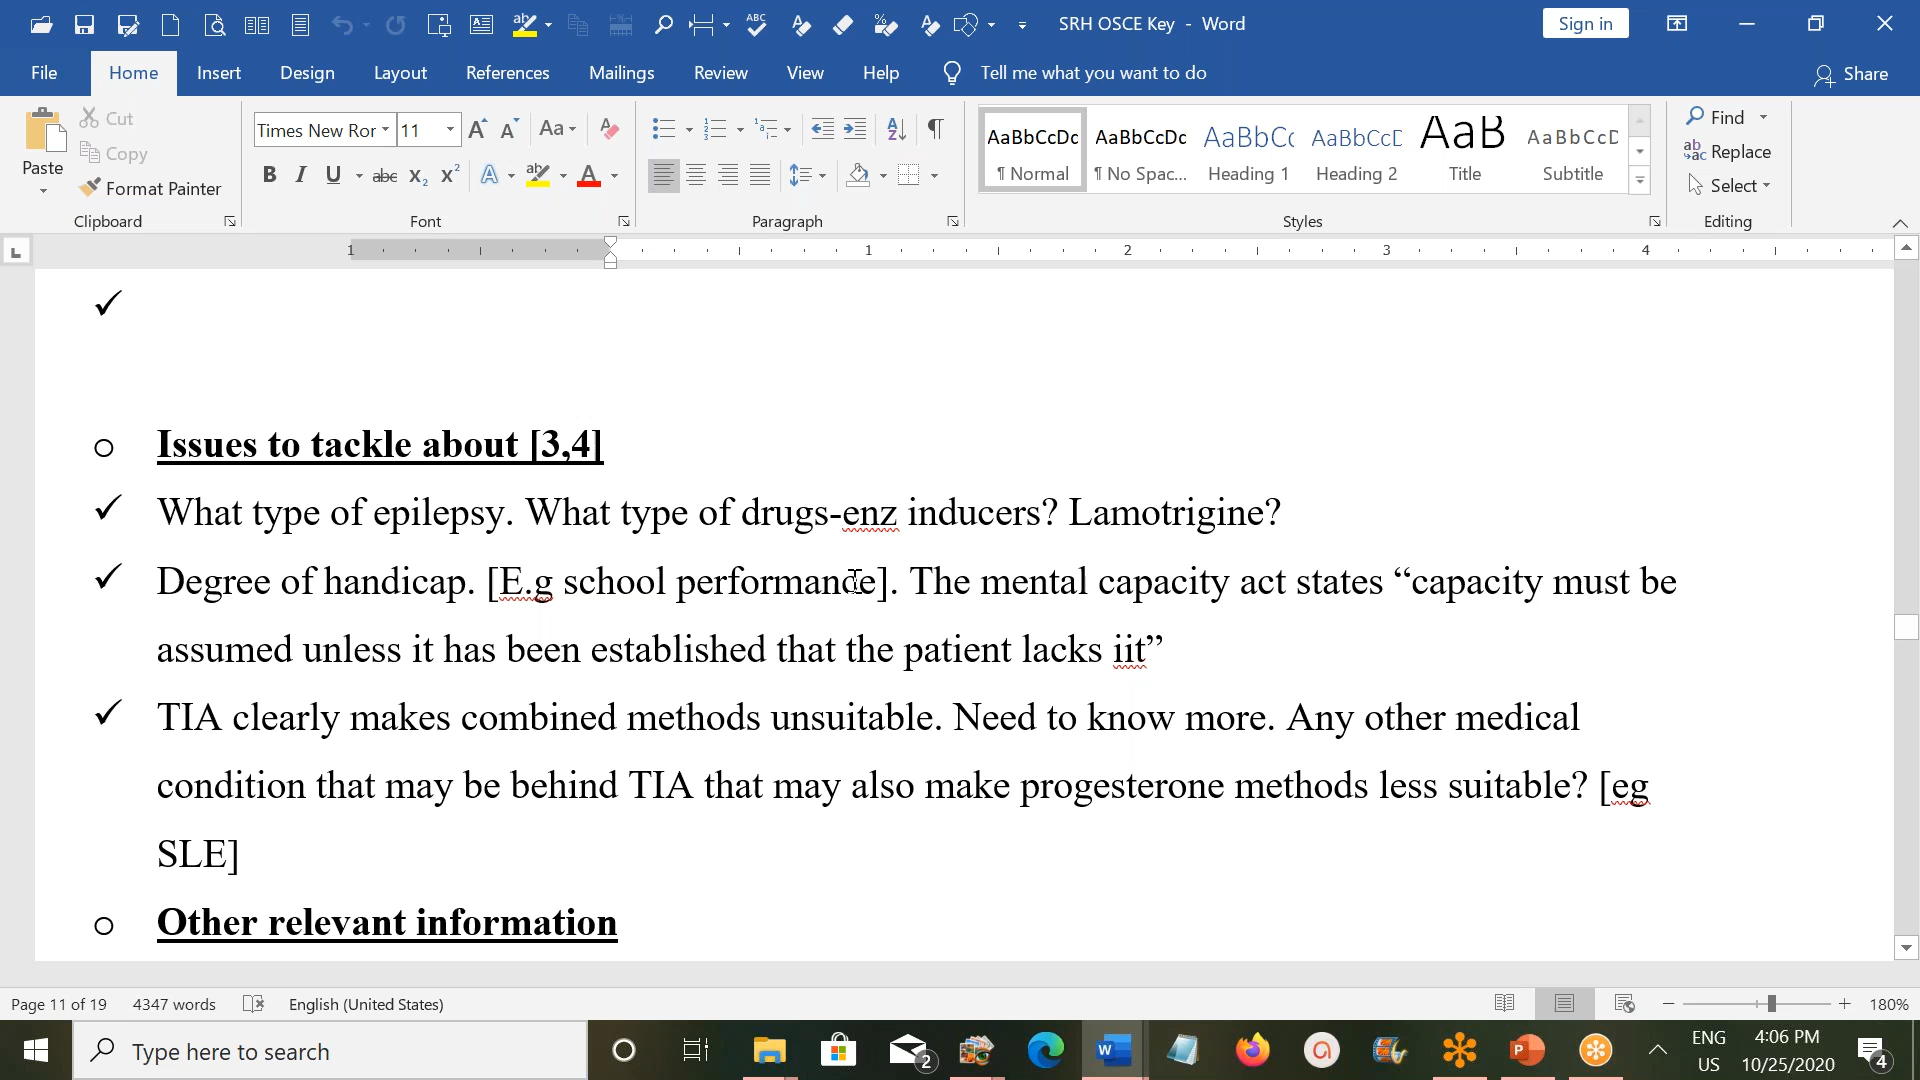 SRH OSCE Key - Word
Sign in
File Home Insert Design Layout References Mailings Review View Help Tell me what you want to do Share
Paste
Cut
Copy
Format Painter
Clipboard
Times New Ror 11
Font
Paragraph
AaBbCcDc AaBbCcDc AaBbCc AaBbCcD AaB AaBbCcD
¶ Normal ¶ No Spac... Heading 1 Heading 2 Title Subtitle
Styles
Find
Replace
Select
Editing
1 1 2 3 4
Issues to tackle about [3,4]
What type of epilepsy. What type of drugs-enz inducers? Lamotrigine?
Degree of handicap. [E.g school performance]. The mental capacity act states “capacity must be
assumed unless it has been established that the patient lacks iit”
TIA clearly makes combined methods unsuitable. Need to know more. Any other medical
condition that may be behind TIA that may also make progesterone methods less suitable? [eg
SLE]
Other relevant information
Page 11 of 19 4347 words English (United States) 180%
Type here to search
2
ENG
US
4:06 PM
10/25/2020
4